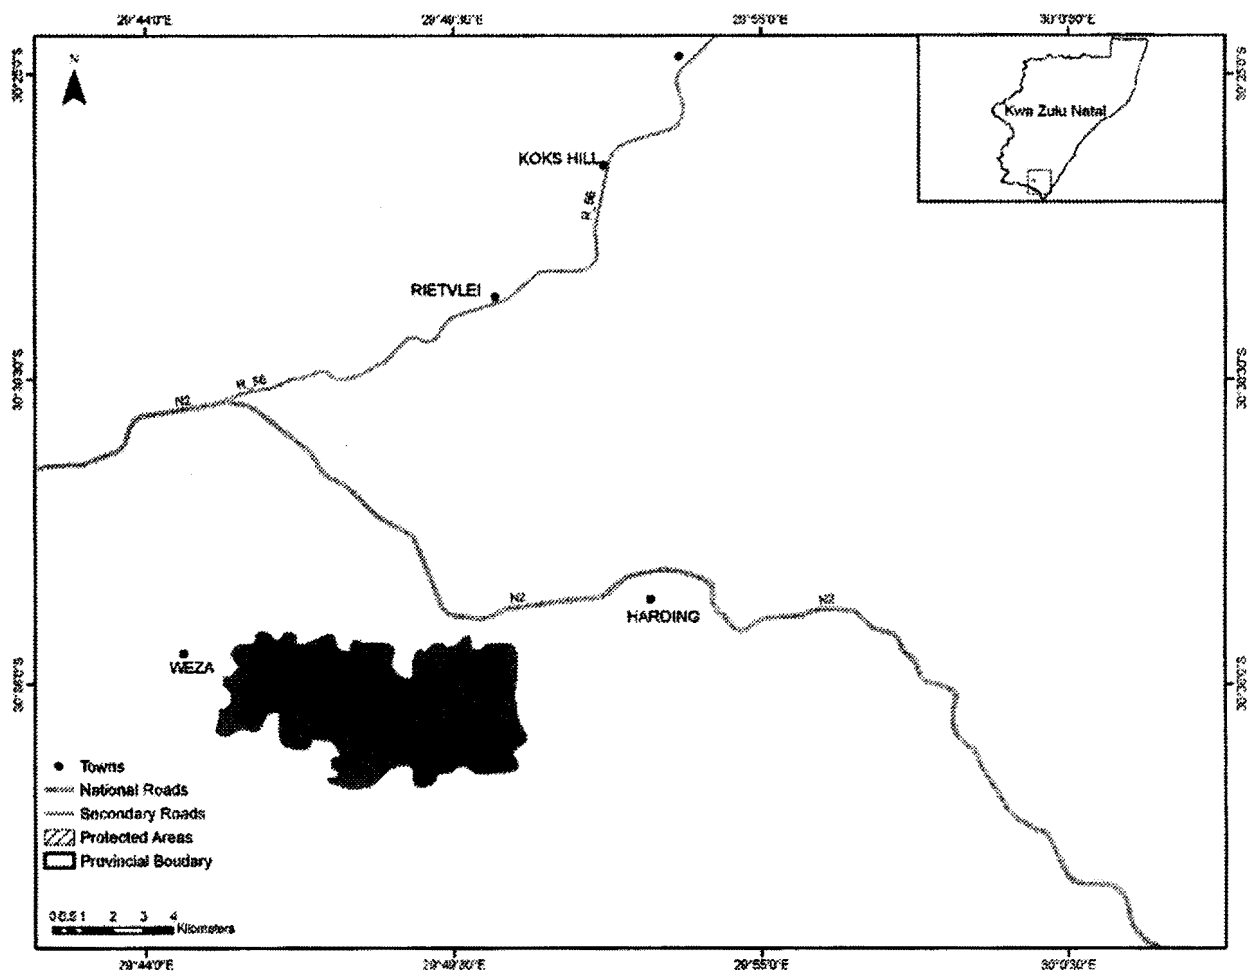 29°44'0"E 29°49'30"E 29°55'0"E 30°0'30"E
30°25'0"S 30°25'0"S
N
Kwa Zulu Natal
KOKS HILL
R_56
RIETVLEI
30°30'30"S 30°30'30"S
R_56
N2
N2
N2
HARDING
WEZA
30°36'0"S 30°36'0"S
Towns
National Roads
Secondary Roads
Protected Areas
Provincial Boudary
0 0.5 1 2 3 4
Kilometers
29°44'0"E 29°49'30"E 29°55'0"E 30°0'30"E